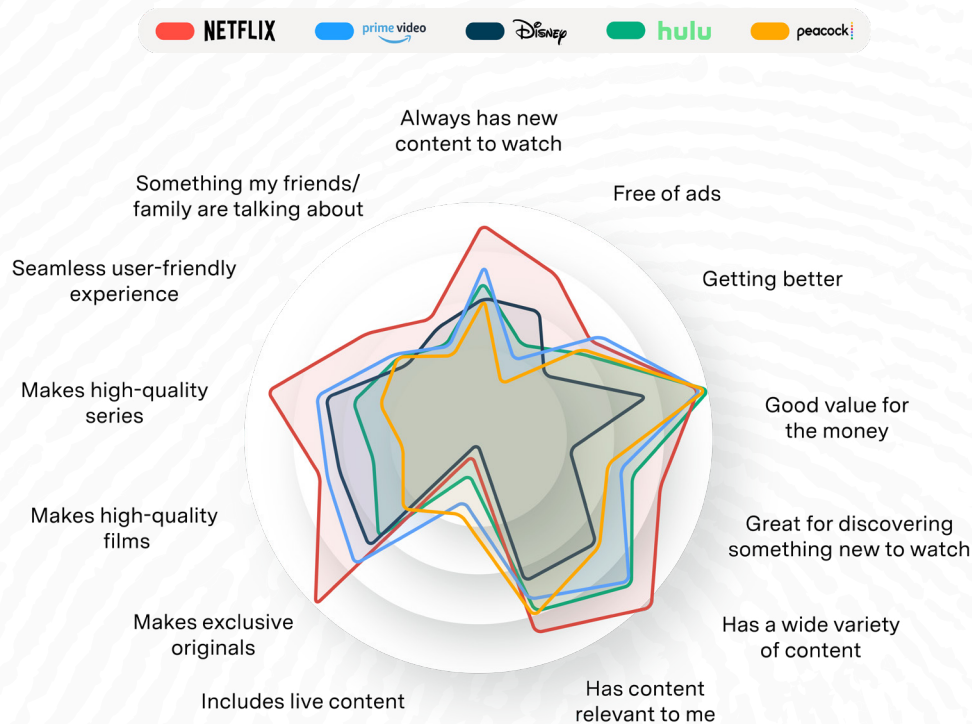 NETFLIX
prime video
Disney
hulu
peacock
Always has new
content to watch
Something my friends/
family are talking about
Free of ads
Seamless user-friendly
experience
Getting better
Makes high-quality
series
Good value for
the money
Makes high-quality
films
Great for discovering
something new to watch
Makes exclusive
originals
Has a wide variety
of content
Includes live content
Has content
relevant to me